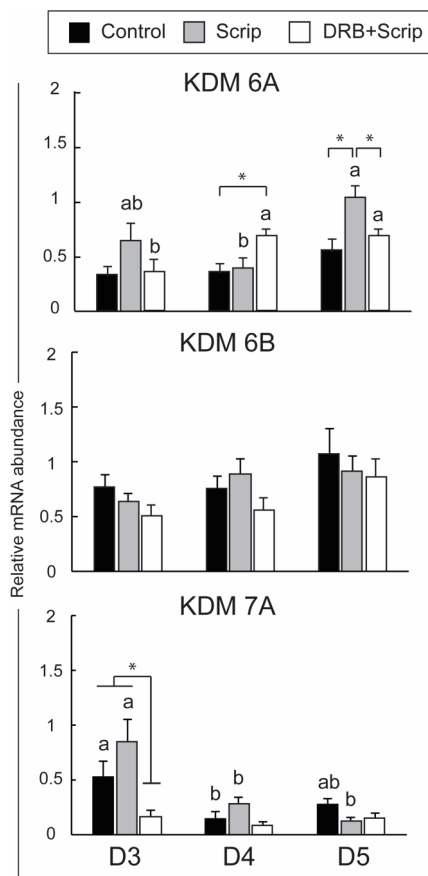 Control Scrip DRB+Scrip
KDM 6A
2
1.5
1
0.5
0
ab
b
*
b
a
*
*
a
a
KDM 6B
2
1.5
1
0.5
0
Relative mRNA abundance
KDM 7A
2
1.5
1
0.5
0
*
a
a
b
b
ab
b
D3 D4 D5